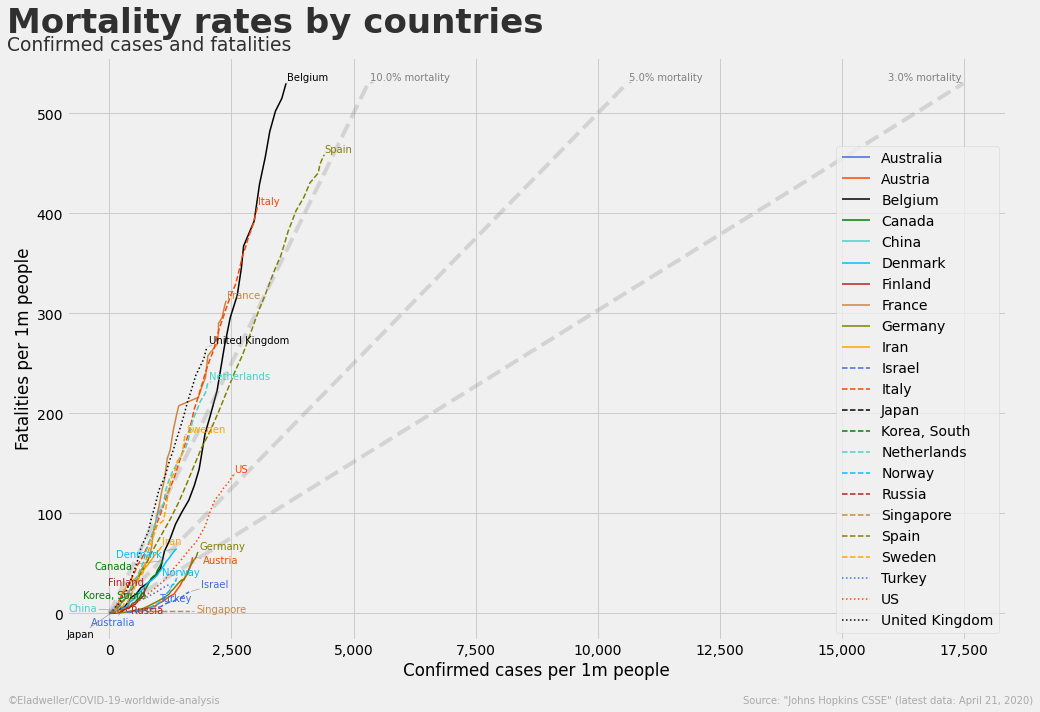 Mortality rates by countries
Confirmed cases and fatalities
Belgium
10.0% mortality
5.0% mortality
3.0% mortality
Spain
Italy
France
United Kingdom
Netherlands
Sweden
US
Iran
Germany
Denmark
Austria
Canada
Norway
Finland
Israel
Korea, South
Turkey
China
Russia
Singapore
Australia
Japan
500
400
300
200
100
0
Fatalities per 1m people
0
2,500
5,000
7,500
10,000
12,500
15,000
17,500
Confirmed cases per 1m people
Australia
Austria
Belgium
Canada
China
Denmark
Finland
France
Germany
Iran
Israel
Italy
Japan
Korea, South
Netherlands
Norway
Russia
Singapore
Spain
Sweden
Turkey
US
United Kingdom
©Eladweller/COVID-19-worldwide-analysis
Source: "Johns Hopkins CSSE" (latest data: April 21, 2020)